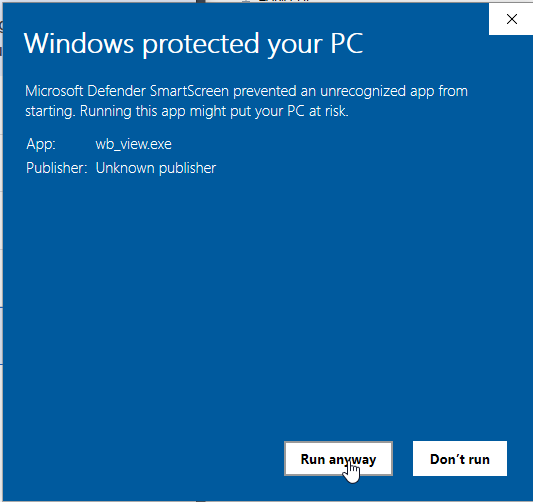 Windows protected your PC
Microsoft Defender SmartScreen prevented an unrecognized app from
starting. Running this app might put your PC at risk.
App: wb_view.exe
Publisher: Unknown publisher
Run anyway Don't run